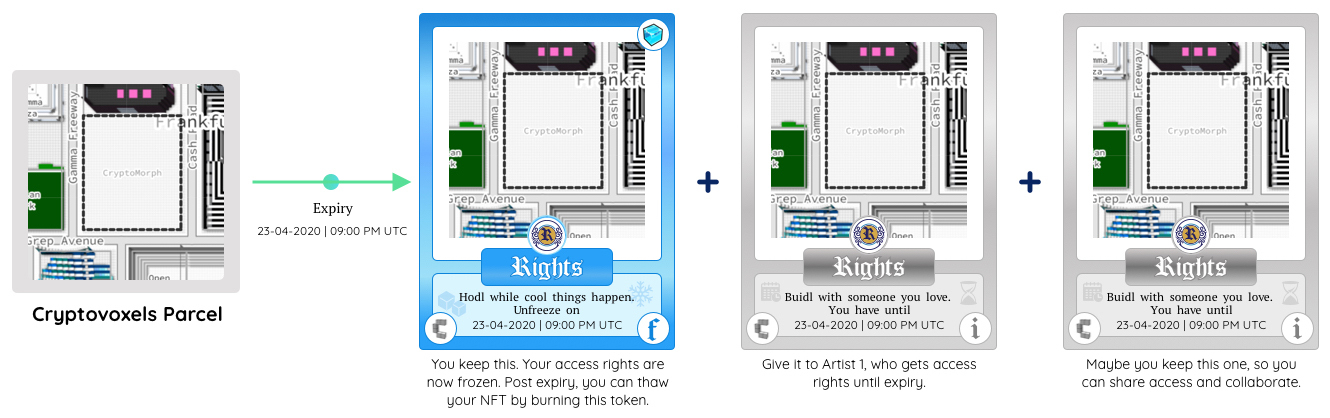 Gamma_Freeway
Frankfu
Cash_
CryptoMorph
Grep_Avenue
Open
Cryptovoxels Parcel
Expiry
23-04-2020 | 09:00 PM UTC
Gamma_Freeway
Frankfu
Cash_
CryptoMorph
Grep_Avenue
Open
R
Rights
Hodl while cool things happen.
Unfreeze on
23-04-2020 | 09:00 PM UTC
f
You keep this. Your access rights are
now frozen. Post expiry, you can thaw
your NFT by burning this token.
+
Gamma_Freeway
Frankfu
CryptoMorph
Grep_Avenue
Open
R
Rights
Buidl with someone you love.
You have until
23-04-2020 | 09:00 PM UTC
i
Give it to Artist 1, who gets access
rights until expiry.
+
Gamma_Freeway
Frankfu
CryptoMorph
Grep_Avenue
Open
R
Rights
Buidl with someone you love.
You have until
23-04-2020 | 09:00 PM UTC
i
Maybe you keep this one, so you
can share access and collaborate.